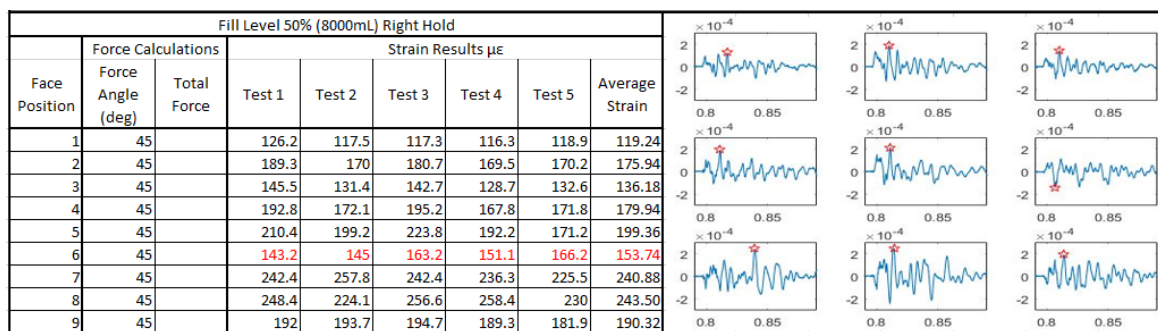 Fill Level 50% (8000mL) Right Hold
Force Calculations Strain Results με
Face Position Force Angle (deg) Total Force Test 1 Test 2 Test 3 Test 4 Test 5 Average Strain
1 45 126.2 117.5 117.3 116.3 118.9 119.24
2 45 189.3 170 180.7 169.5 170.2 175.94
3 45 145.5 131.4 142.7 128.7 132.6 136.18
4 45 192.8 172.1 195.2 167.8 171.8 179.94
5 45 210.4 199.2 223.8 192.2 171.2 199.36
6 45 143.2 145 163.2 151.1 166.2 153.74
7 45 242.4 257.8 242.4 236.3 225.5 240.88
8 45 248.4 224.1 256.6 258.4 230 243.50
9 45 192 193.7 194.7 189.3 181.9 190.32
×10⁻⁴ ×10⁻⁴ ×10⁻⁴
2 2 2
0 0 0
-2 -2 -2
0.8 0.85 0.8 0.85 0.8 0.85
×10⁻⁴ ×10⁻⁴ ×10⁻⁴
2 2 2
0 0 0
-2 -2 -2
0.8 0.85 0.8 0.85 0.8 0.85
×10⁻⁴ ×10⁻⁴ ×10⁻⁴
2 2 2
0 0 0
-2 -2 -2
0.8 0.85 0.8 0.85 0.8 0.85